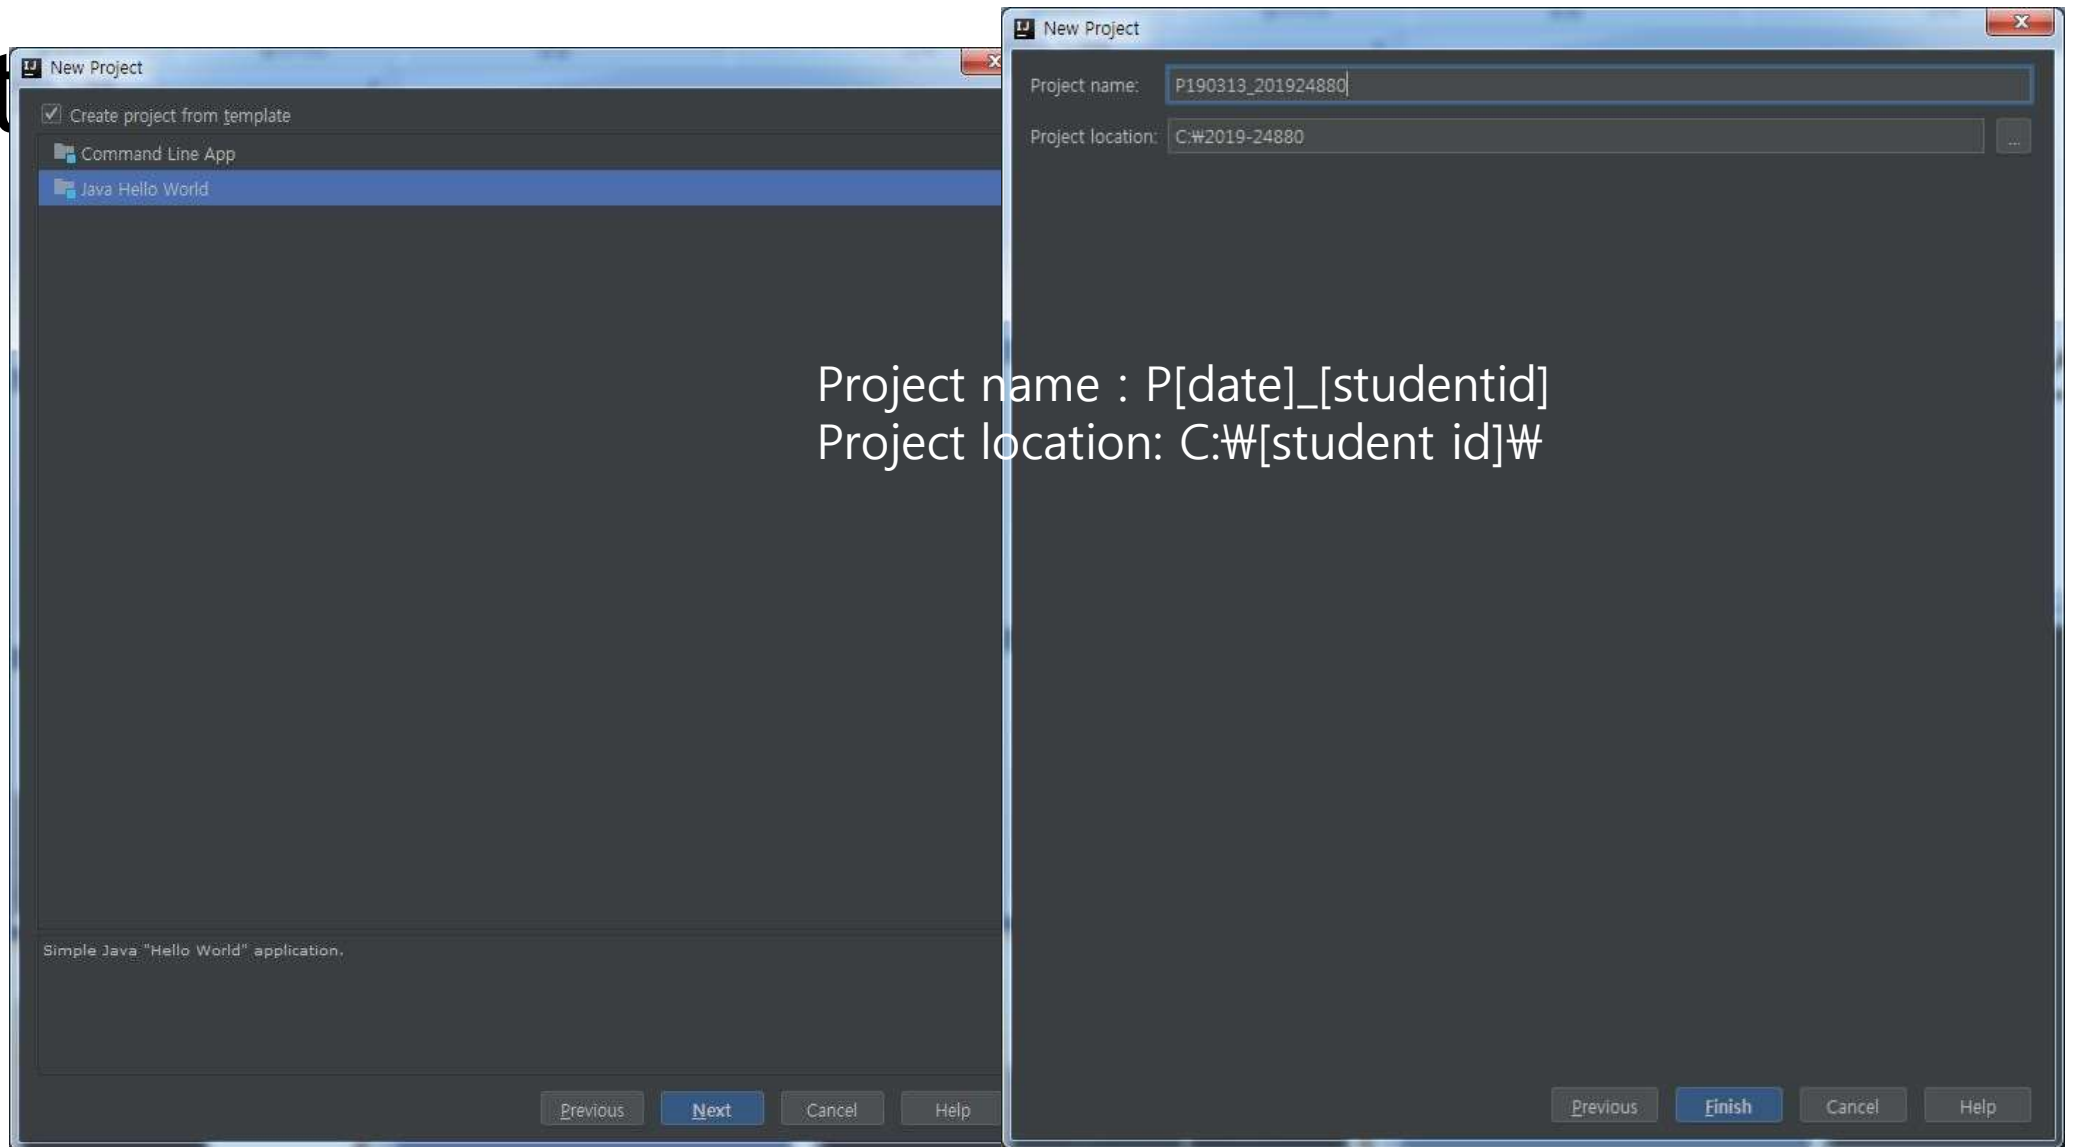 New Project
Create project from template
Command Line App
Java Hello World
Simple Java "Hello World" application.
Previous
Next
Cancel
Help
New Project
Project name: P190313_201924880
Project location: C:₩2019-24880
...
Project name : P[date]_[studentid]
Project location: C:₩[student id]₩
Previous
Finish
Cancel
Help